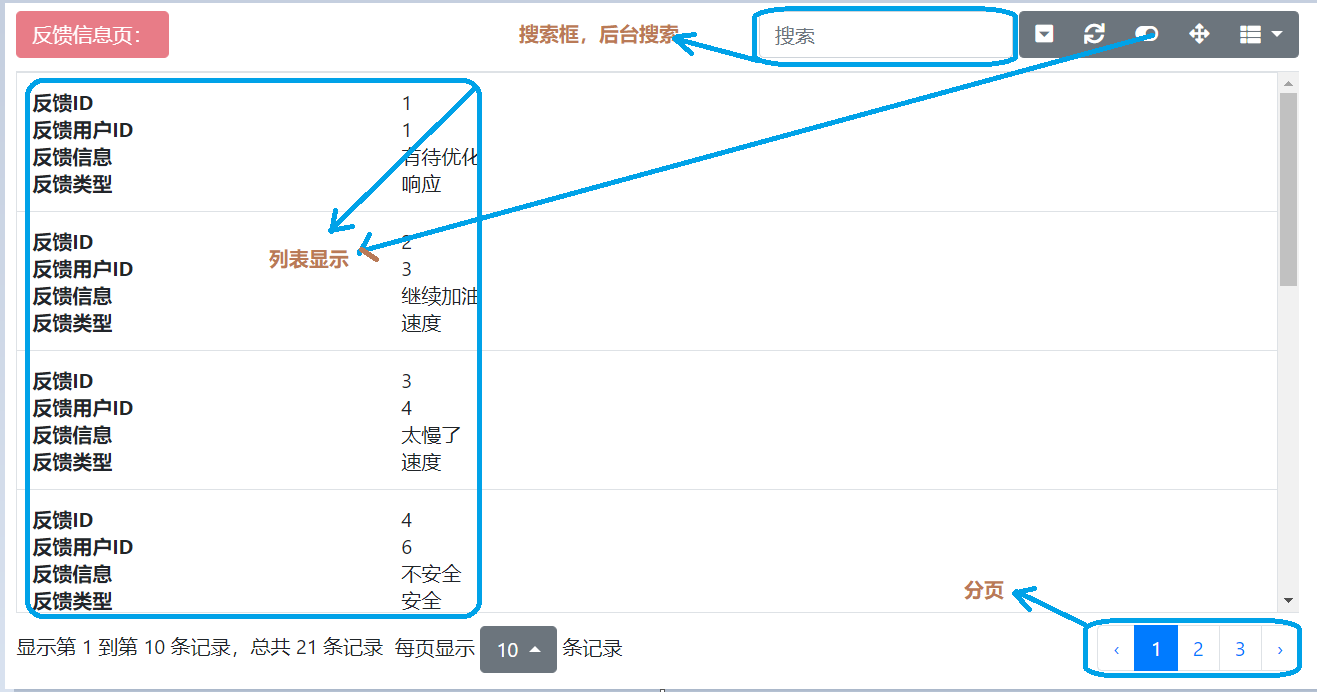 反馈信息页：
搜索框，后台搜索
搜索
反馈ID 1
反馈用户ID 1
反馈信息 有待优化
反馈类型 响应
反馈ID 2
列表显示
反馈用户ID 3
反馈信息 继续加油
反馈类型 速度
反馈ID 3
反馈用户ID 4
反馈信息 太慢了
反馈类型 速度
反馈ID 4
反馈用户ID 6
反馈信息 不安全
反馈类型 安全
分页
显示第 1 到第 10 条记录，总共 21 条记录 每页显示 10 条记录
‹ 1 2 3 ›